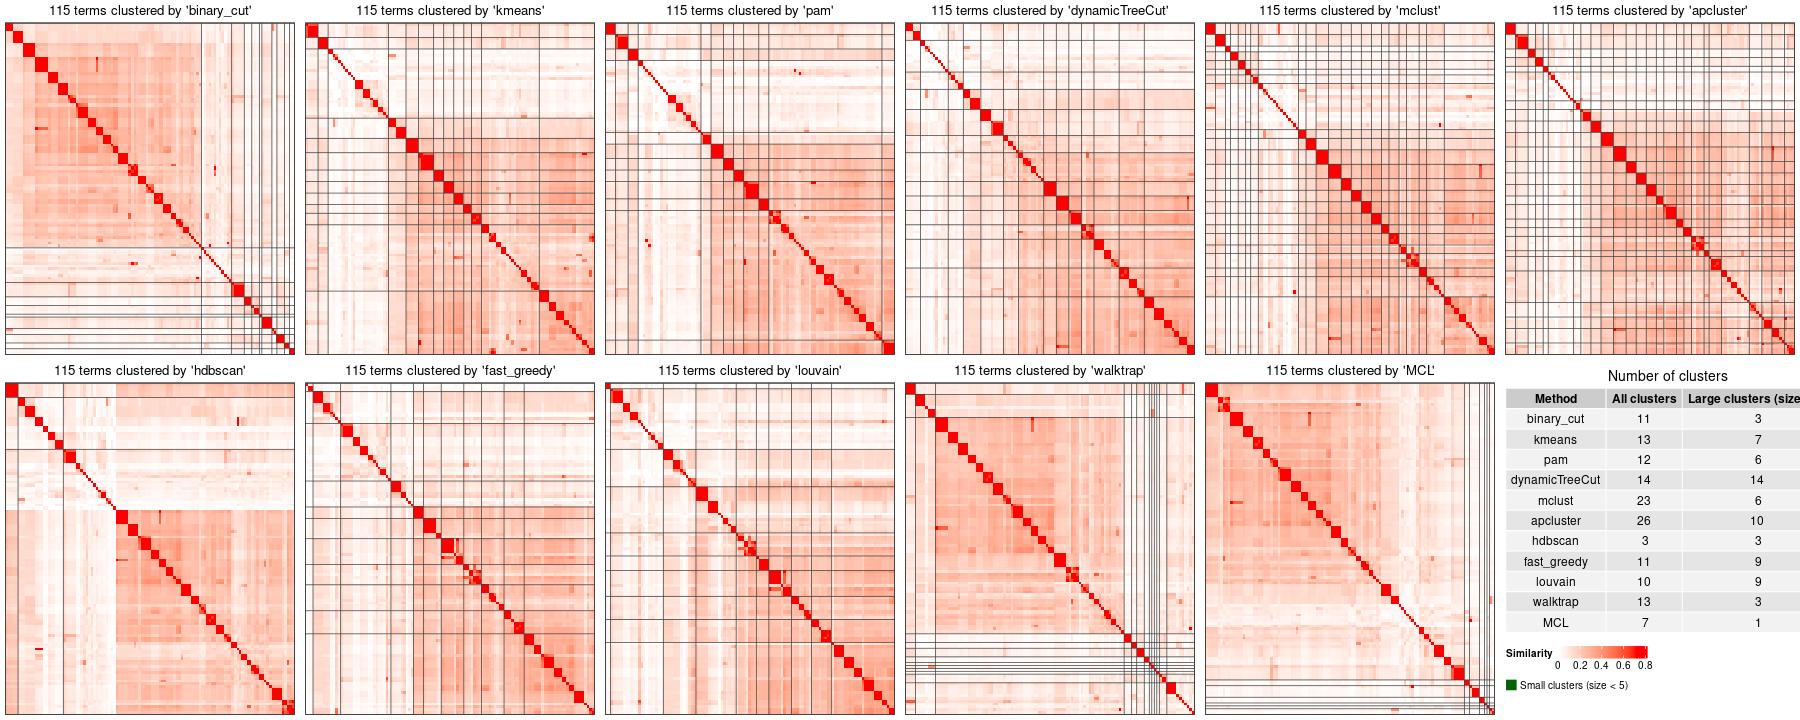 115 terms clustered by 'binary_cut'
115 terms clustered by 'kmeans'
115 terms clustered by 'pam'
115 terms clustered by 'dynamicTreeCut'
115 terms clustered by 'mclust'
115 terms clustered by 'apcluster'
115 terms clustered by 'hdbscan'
115 terms clustered by 'fast_greedy'
115 terms clustered by 'louvain'
115 terms clustered by 'walktrap'
115 terms clustered by 'MCL'
Number of clusters
Method All clusters Large clusters (size
binary_cut 11 3
kmeans 13 7
pam 12 6
dynamicTreeCut 14 14
mclust 23 6
apcluster 26 10
hdbscan 3 3
fast_greedy 11 9
louvain 10 9
walktrap 13 3
MCL 7 1
Similarity
0 0.2 0.4 0.6 0.8
Small clusters (size < 5)